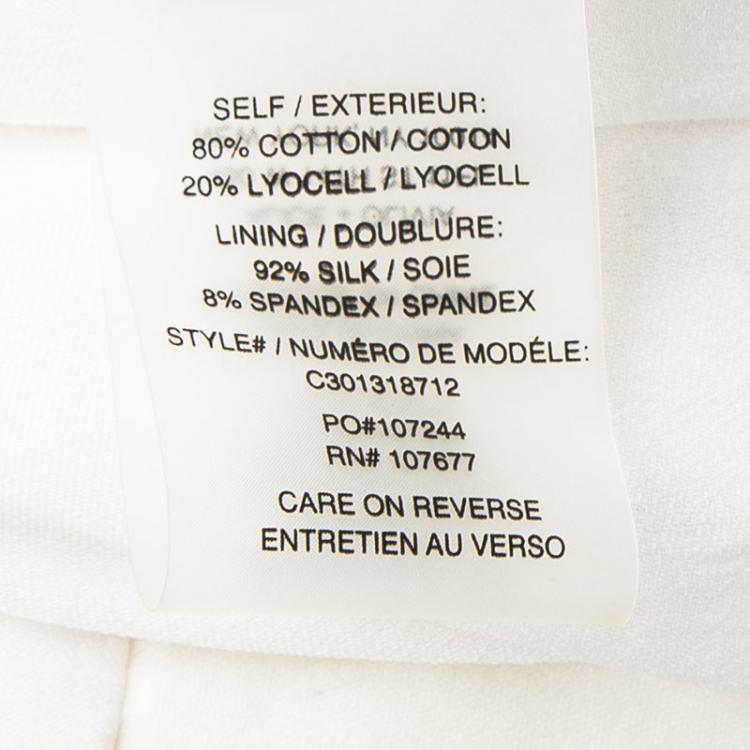 SELF / EXTERIEUR:
80% COTTON / COTON
20% LYOCELL / LYOCELL
LINING / DOUBLURE:
92% SILK / SOIE
8% SPANDEX / SPANDEX
STYLE# / NUMÉRO DE MODÉLE:
C301318712
PO#107244
RN# 107677
CARE ON REVERSE
ENTRETIEN AU VERSO